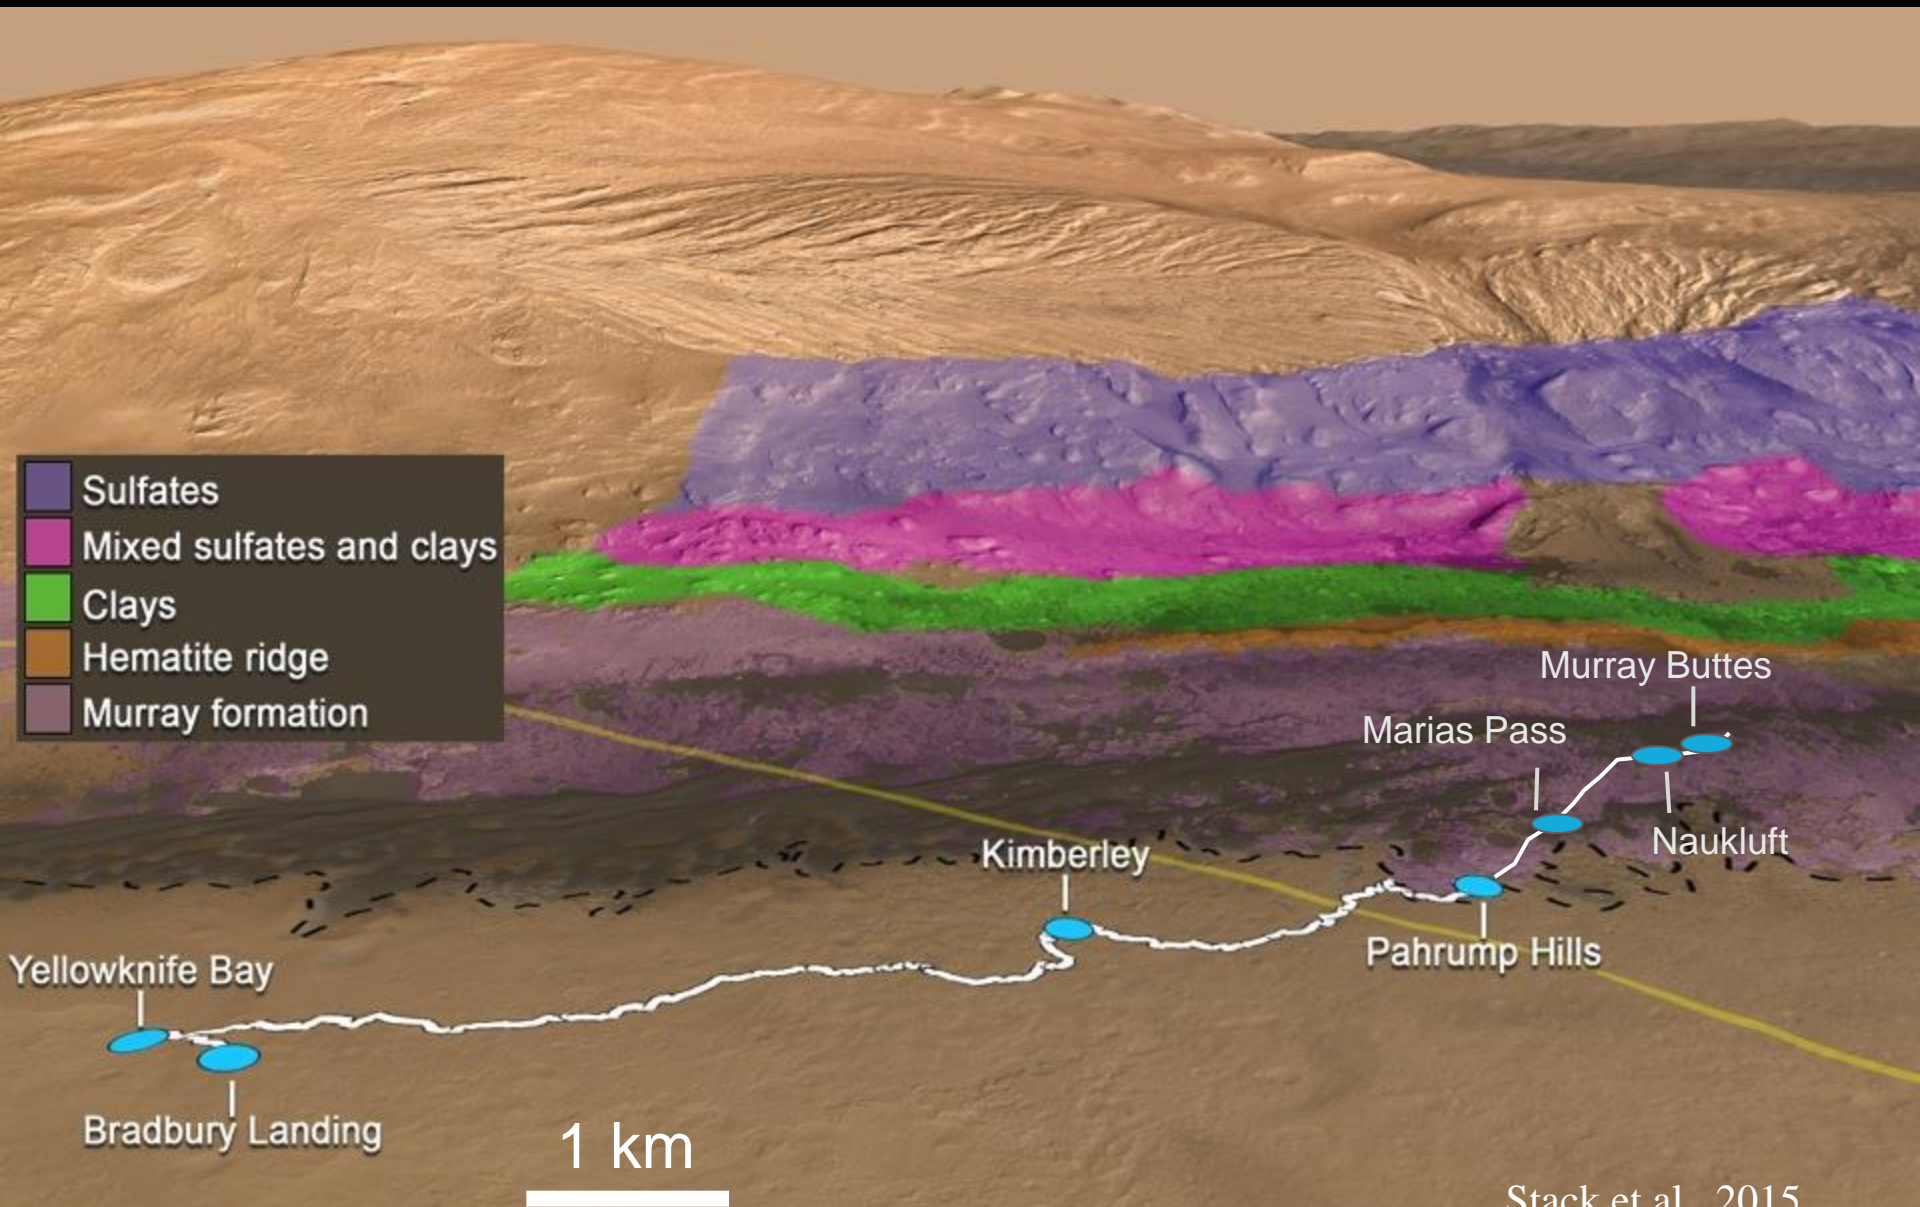 Sulfates
Mixed sulfates and clays
Clays
Hematite ridge
Murray formation
Murray Buttes
Marias Pass
Naukluft
Kimberley
Pahrump Hills
Yellowknife Bay
Bradbury Landing
1 km
Stack et al., 2015